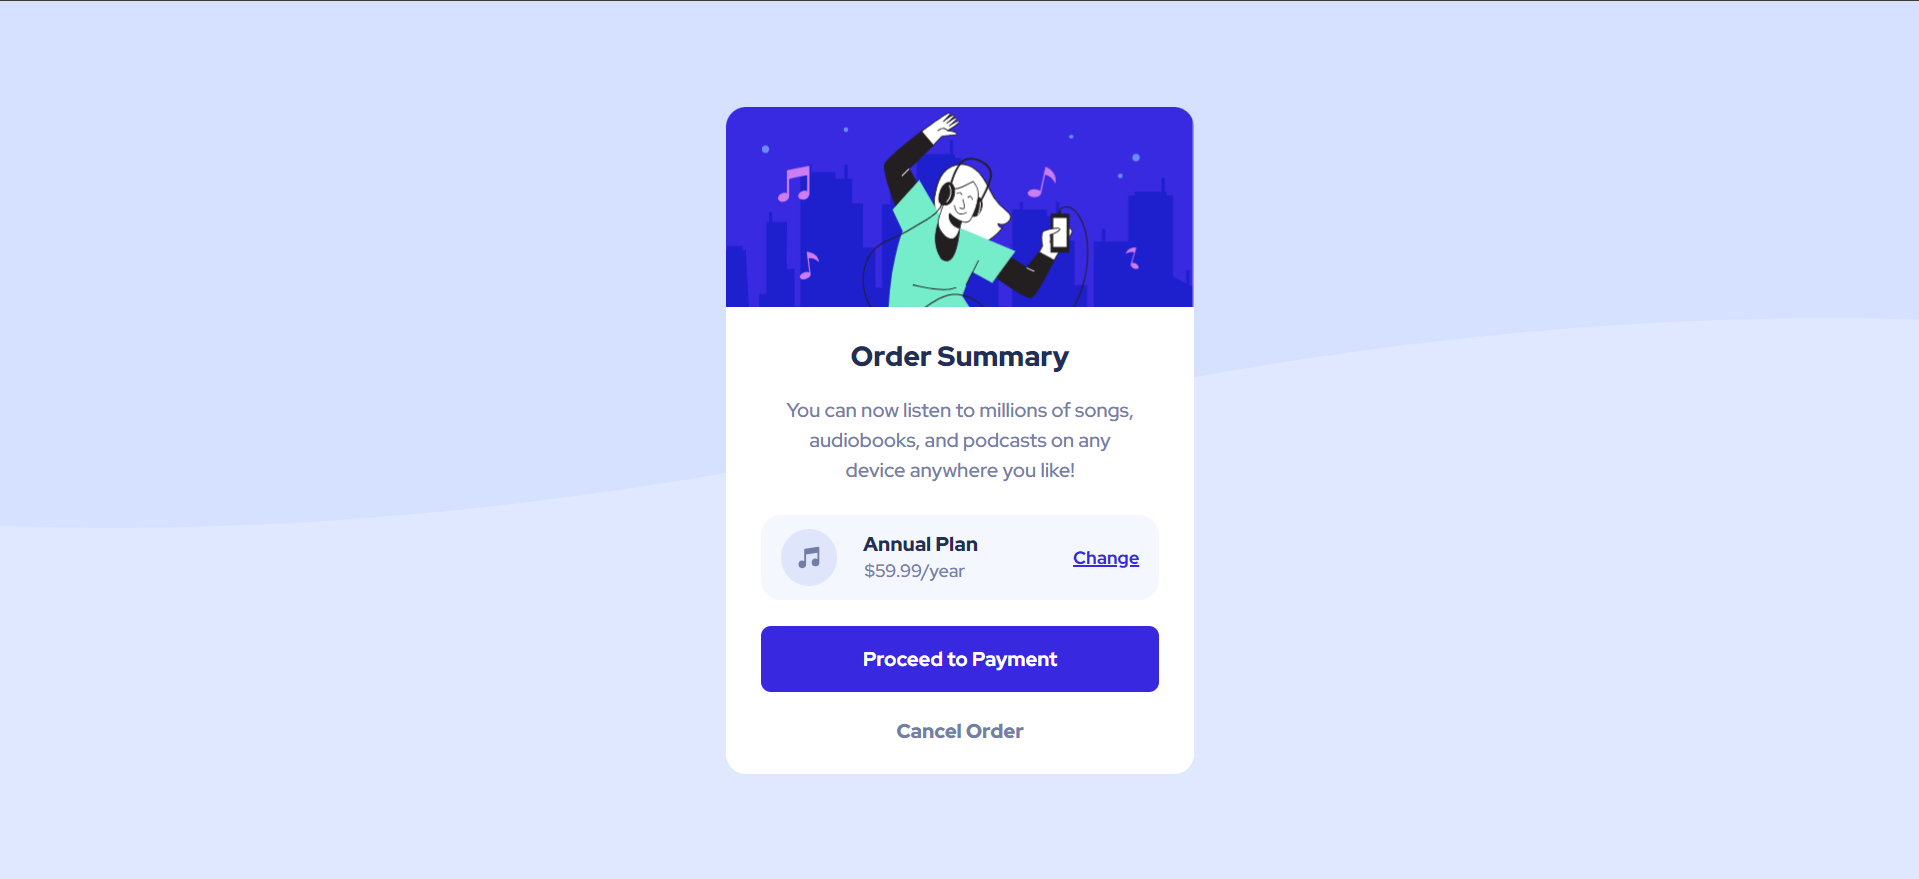 Order Summary
You can now listen to millions of songs,
audiobooks, and podcasts on any
device anywhere you like!
Annual Plan
$59.99/year
Change
Proceed to Payment
Cancel Order